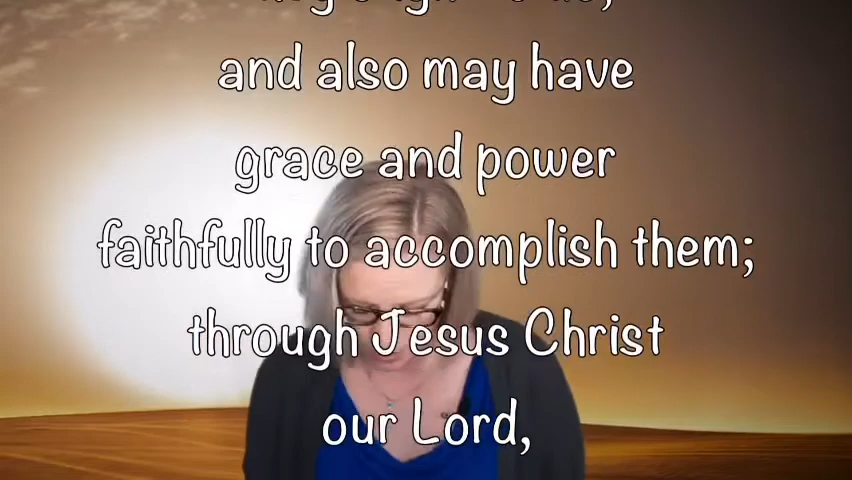 and also may have
grace and power
faithfully to accomplish them;
through Jesus Christ
our Lord,